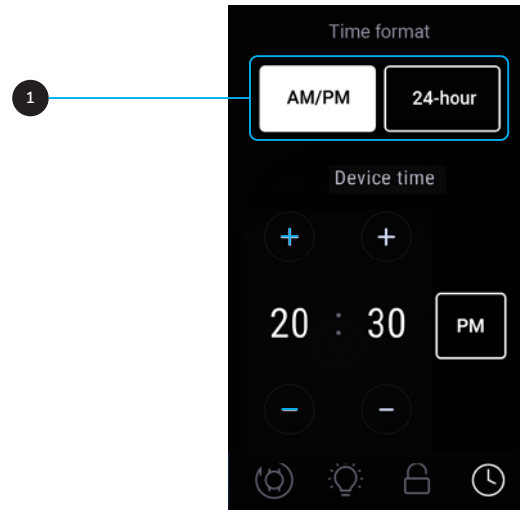 Time format
1
AM/PM 24-hour
Device time
+ +
20 : 30 PM
- -